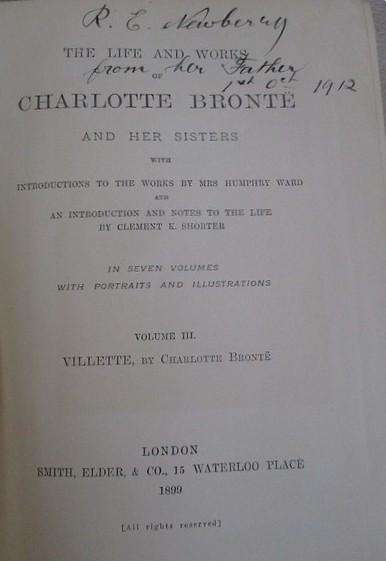 R. E. Newberry
THE LIFE AND WORKS
from her Father
OF
1st Oct 1912
CHARLOTTE BRONTË
AND HER SISTERS
WITH
INTRODUCTIONS TO THE WORKS BY MRS HUMPHRY WARD
AND
AN INTRODUCTION AND NOTES TO THE LIFE
BY CLEMENT K. SHORTER
IN SEVEN VOLUMES
WITH PORTRAITS AND ILLUSTRATIONS
VOLUME III.
VILLETTE, BY CHARLOTTE BRONTË
LONDON
SMITH, ELDER, & CO., 15 WATERLOO PLACE
1899
[All rights reserved]